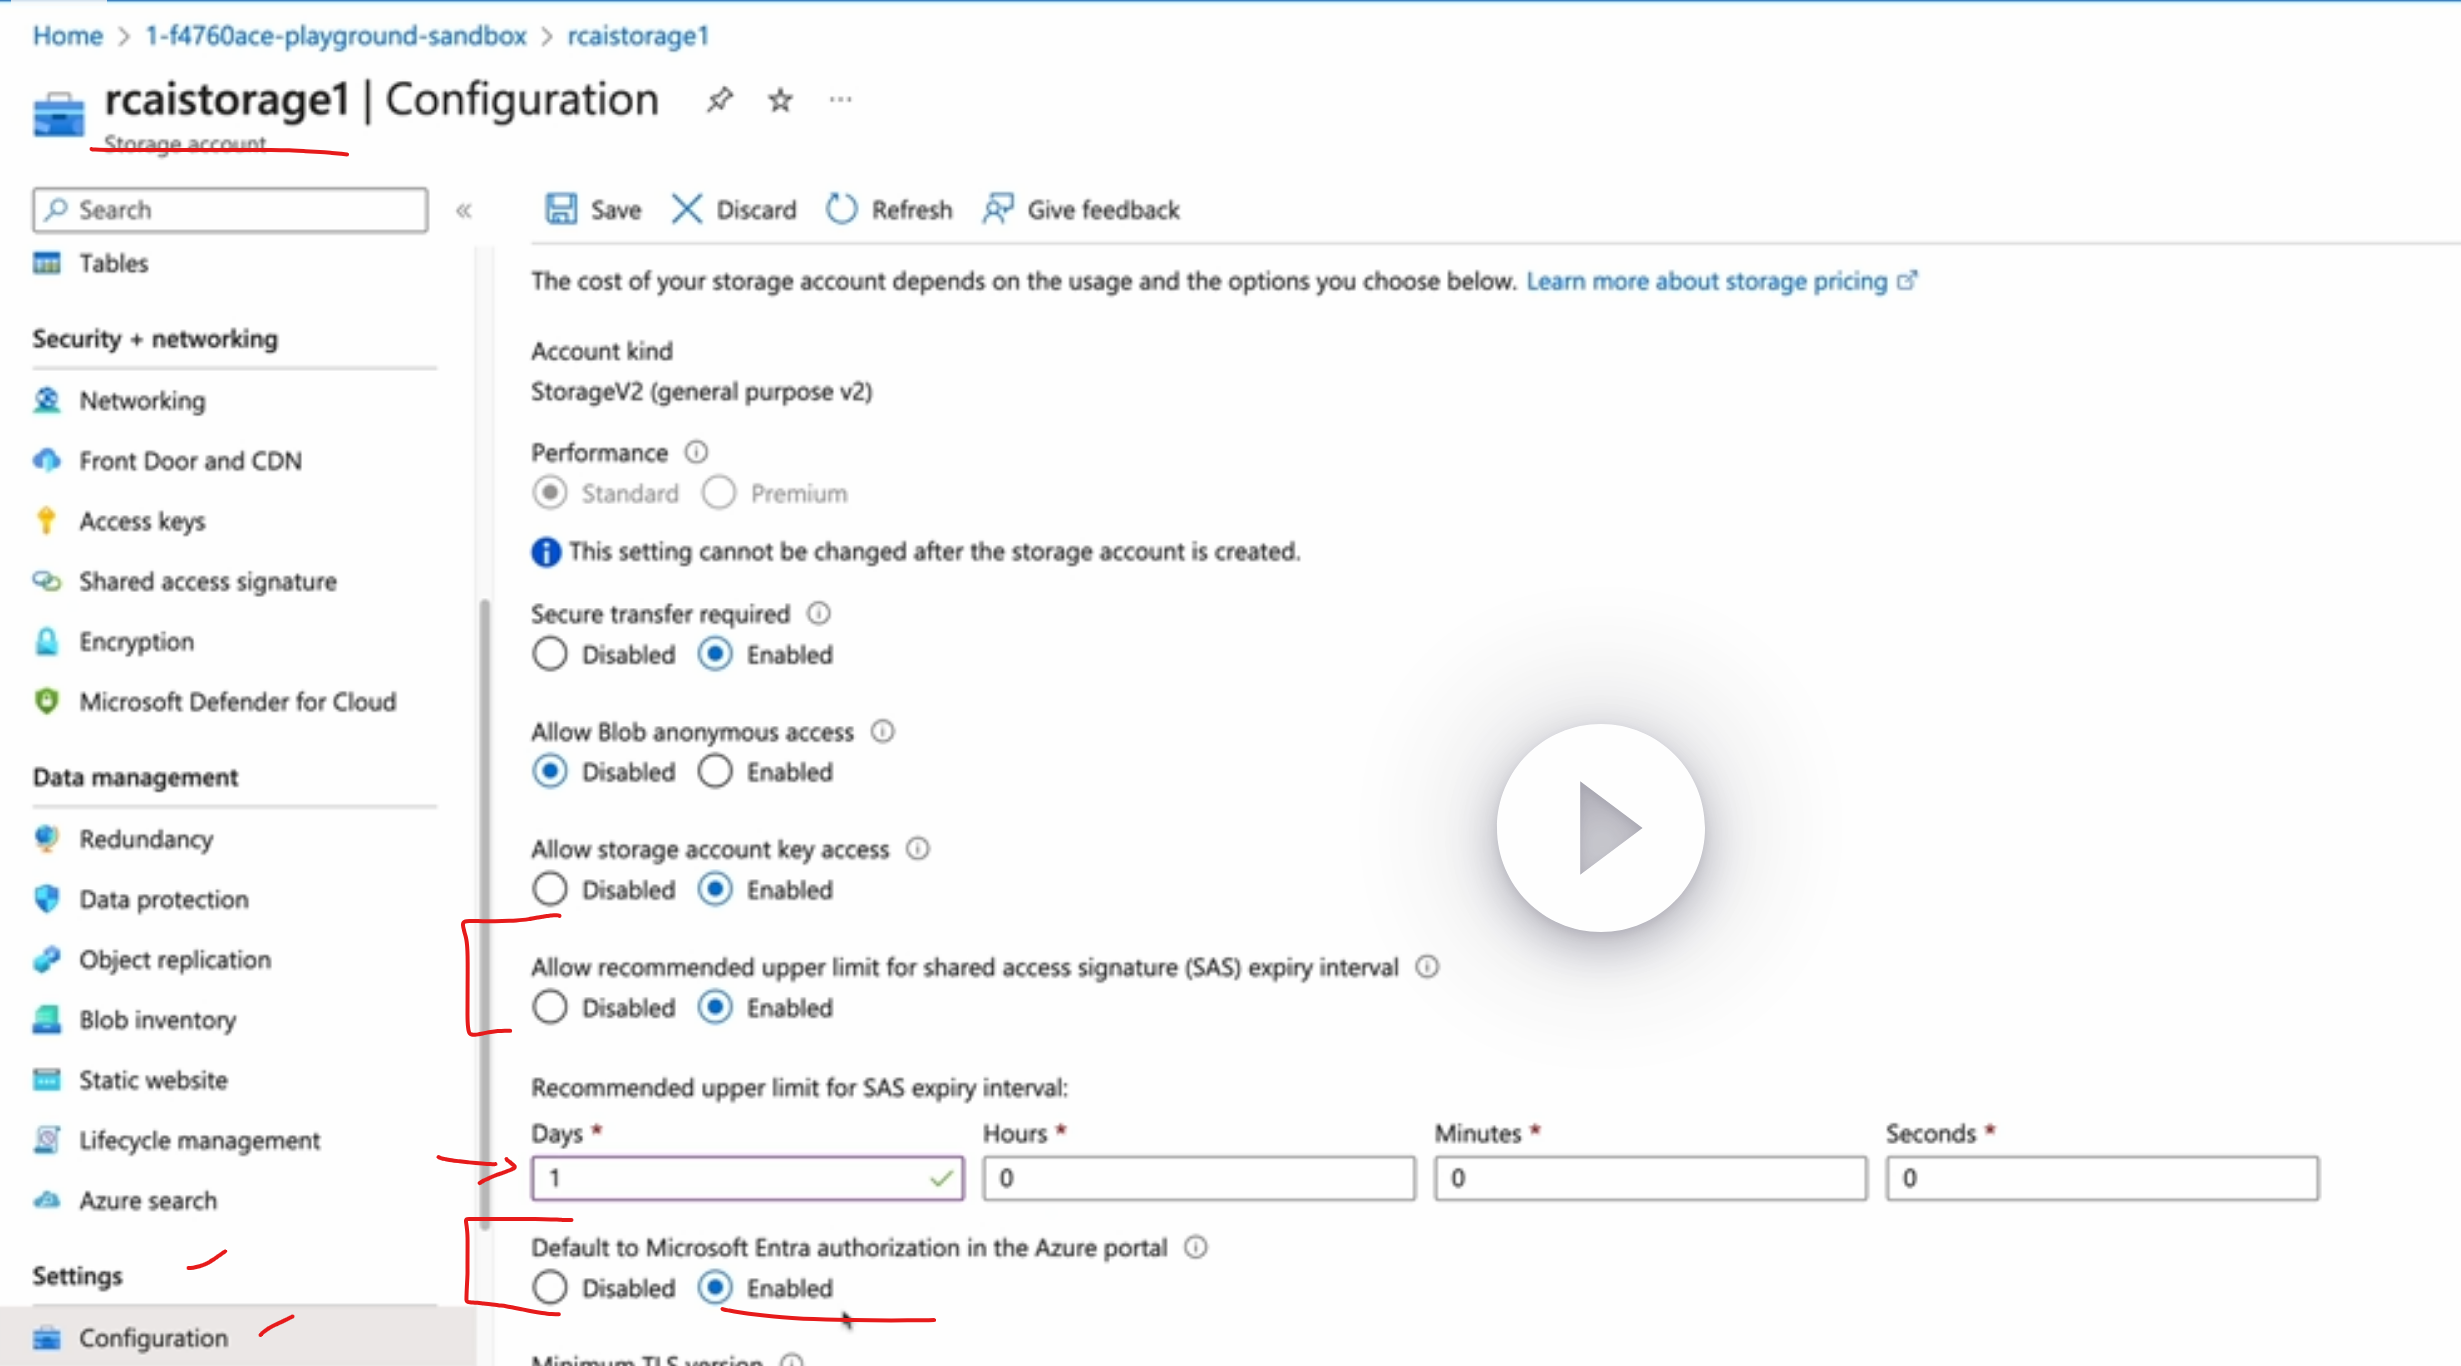 Home > 1-f4760ace-playground-sandbox > rcaistorage1
rcaistorage1 | Configuration
Storage account
Search
Tables
Security + networking
Networking
Front Door and CDN
Access keys
Shared access signature
Encryption
Microsoft Defender for Cloud
Data management
Redundancy
Data protection
Object replication
Blob inventory
Static website
Lifecycle management
Azure search
Settings
Configuration
Save Discard Refresh Give feedback
The cost of your storage account depends on the usage and the options you choose below. Learn more about storage pricing
Account kind
StorageV2 (general purpose v2)
Performance
Standard Premium
This setting cannot be changed after the storage account is created.
Secure transfer required
Disabled Enabled
Allow Blob anonymous access
Disabled Enabled
Allow storage account key access
Disabled Enabled
Allow recommended upper limit for shared access signature (SAS) expiry interval
Disabled Enabled
Recommended upper limit for SAS expiry interval:
Days * Hours * Minutes * Seconds *
1 0 0 0
Default to Microsoft Entra authorization in the Azure portal
Disabled Enabled
Minimum TLS version